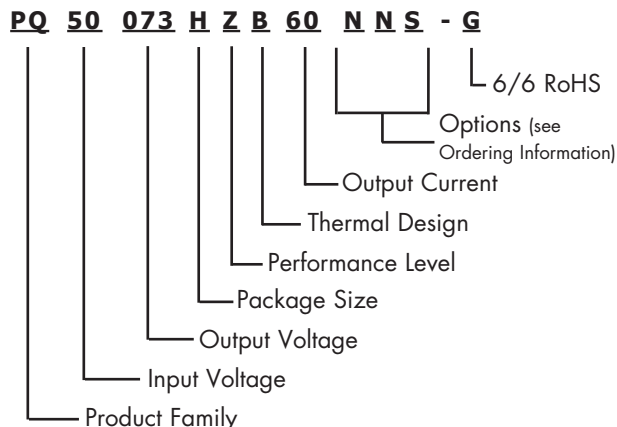 PQ 50 073 H Z B 60 N N S - G
6/6 RoHS
Options (see
Ordering Information)
Output Current
Thermal Design
Performance Level
Package Size
Output Voltage
Input Voltage
Product Family